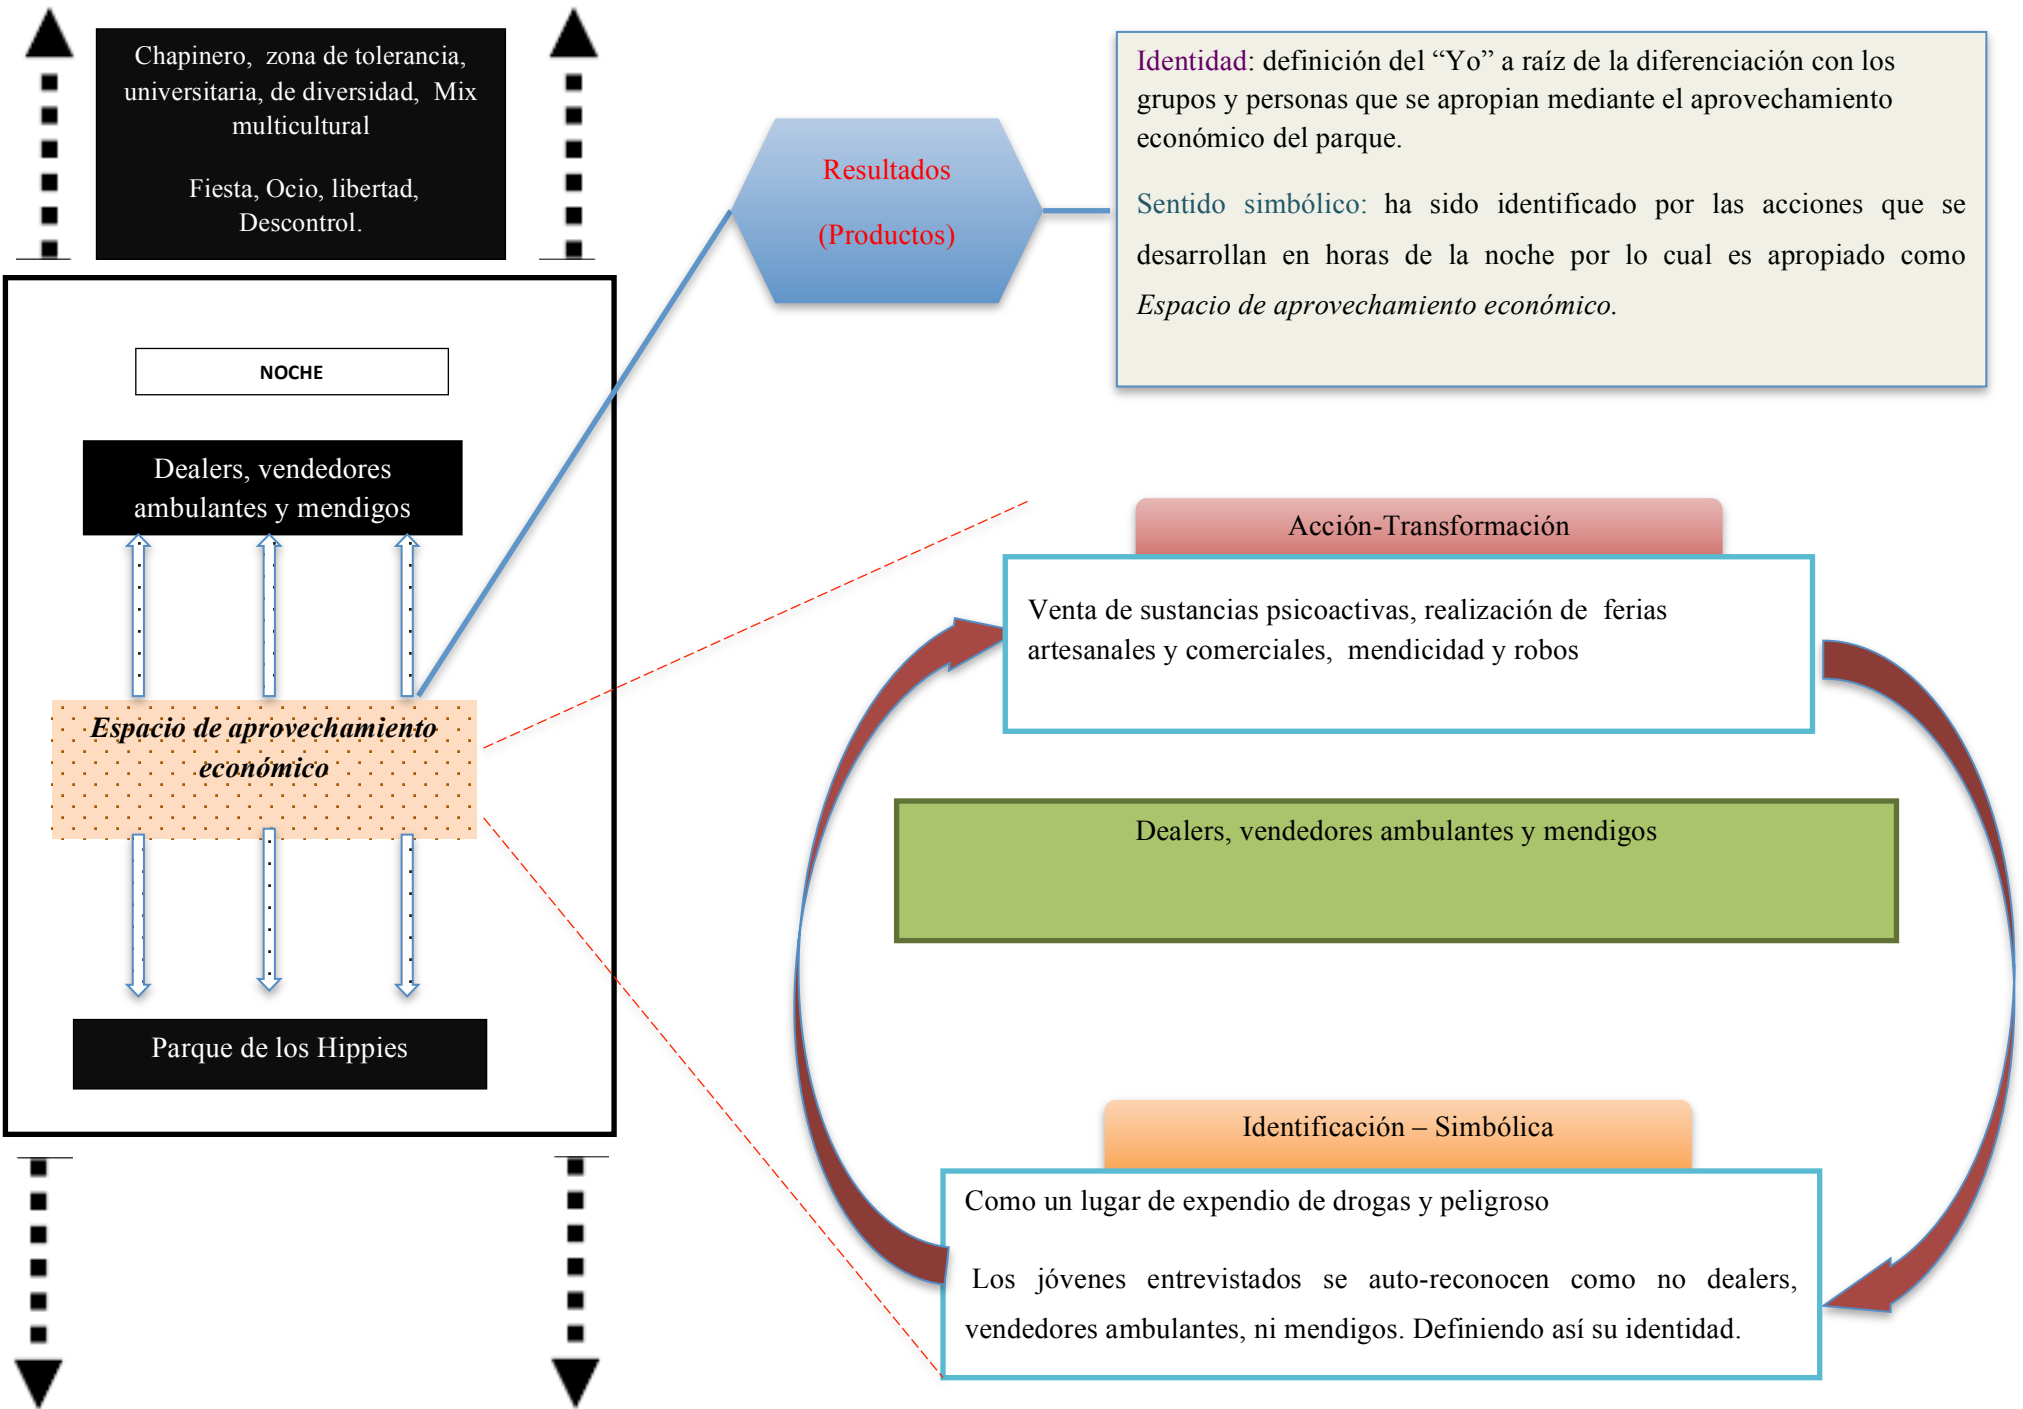 Chapinero, zona de tolerancia,
universitaria, de diversidad, Mix
multicultural
Fiesta, Ocio, libertad,
Descontrol.
NOCHE
Dealers, vendedores
ambulantes y mendigos
Espacio de aprovechamiento
económico
Parque de los Hippies
Resultados
(Productos)
Identidad: definición del “Yo” a raíz de la diferenciación con los
grupos y personas que se apropian mediante el aprovechamiento
económico del parque.
Sentido simbólico: ha sido identificado por las acciones que se
desarrollan en horas de la noche por lo cual es apropiado como
Espacio de aprovechamiento económico.
Acción-Transformación
Venta de sustancias psicoactivas, realización de ferias
artesanales y comerciales, mendicidad y robos
Dealers, vendedores ambulantes y mendigos
Identificación – Simbólica
Como un lugar de expendio de drogas y peligroso
Los jóvenes entrevistados se auto-reconocen como no dealers,
vendedores ambulantes, ni mendigos. Definiendo así su identidad.